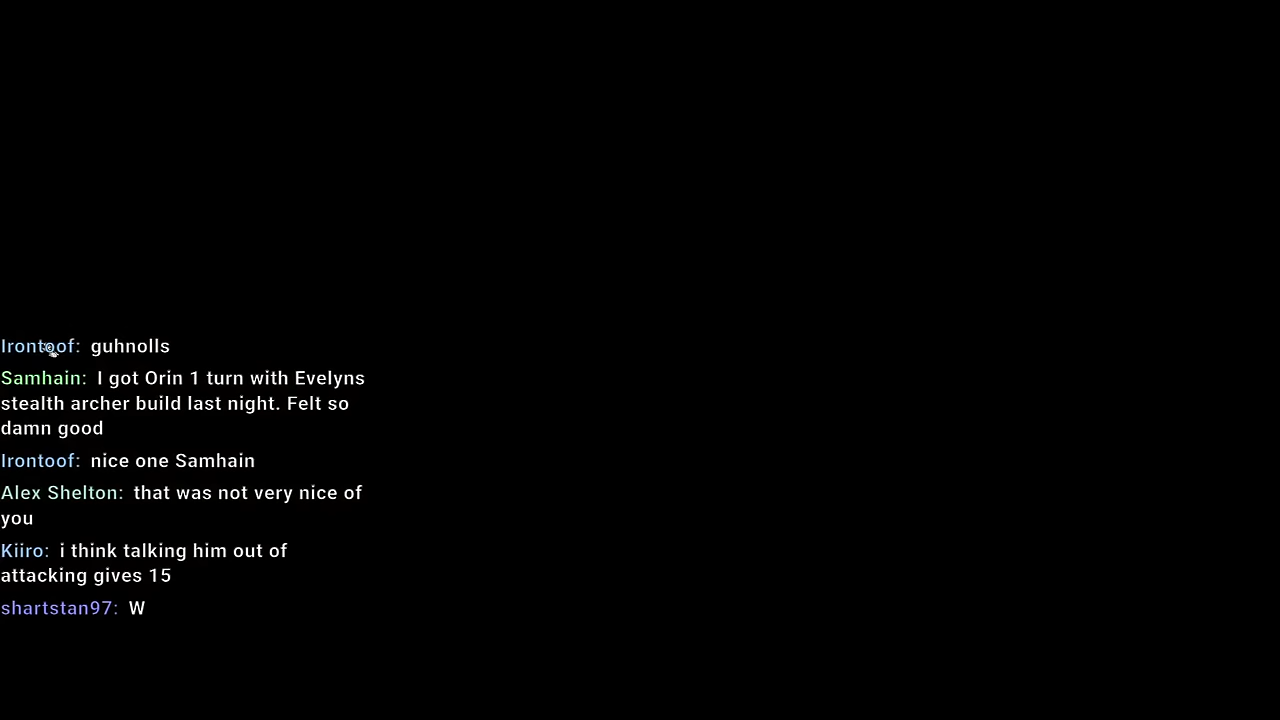 Irontoof: guhnolls
Samhain: I got Orin 1 turn with Evelyns
stealth archer build last night. Felt so
damn good
Irontoof: nice one Samhain
Alex Shelton: that was not very nice of
you
Kiiro: i think talking him out of
attacking gives 15
shartstan97: W